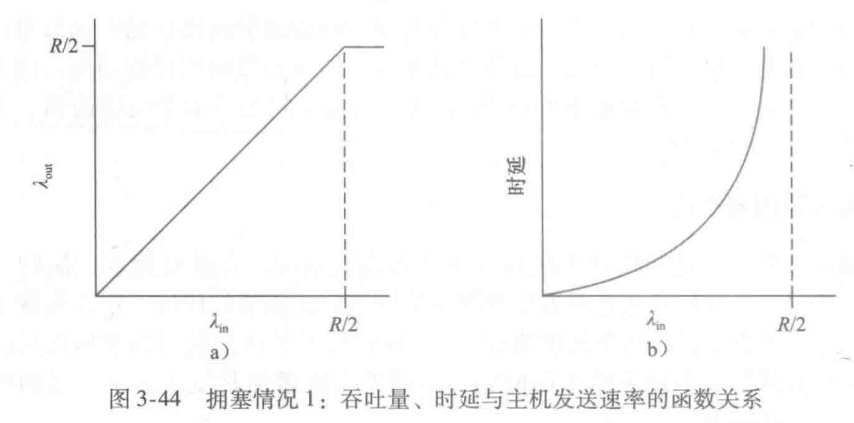 R/2
λout
λin
R/2
a）
时延
λin
R/2
b）
图 3-44 拥塞情况 1：吞吐量、时延与主机发送速率的函数关系